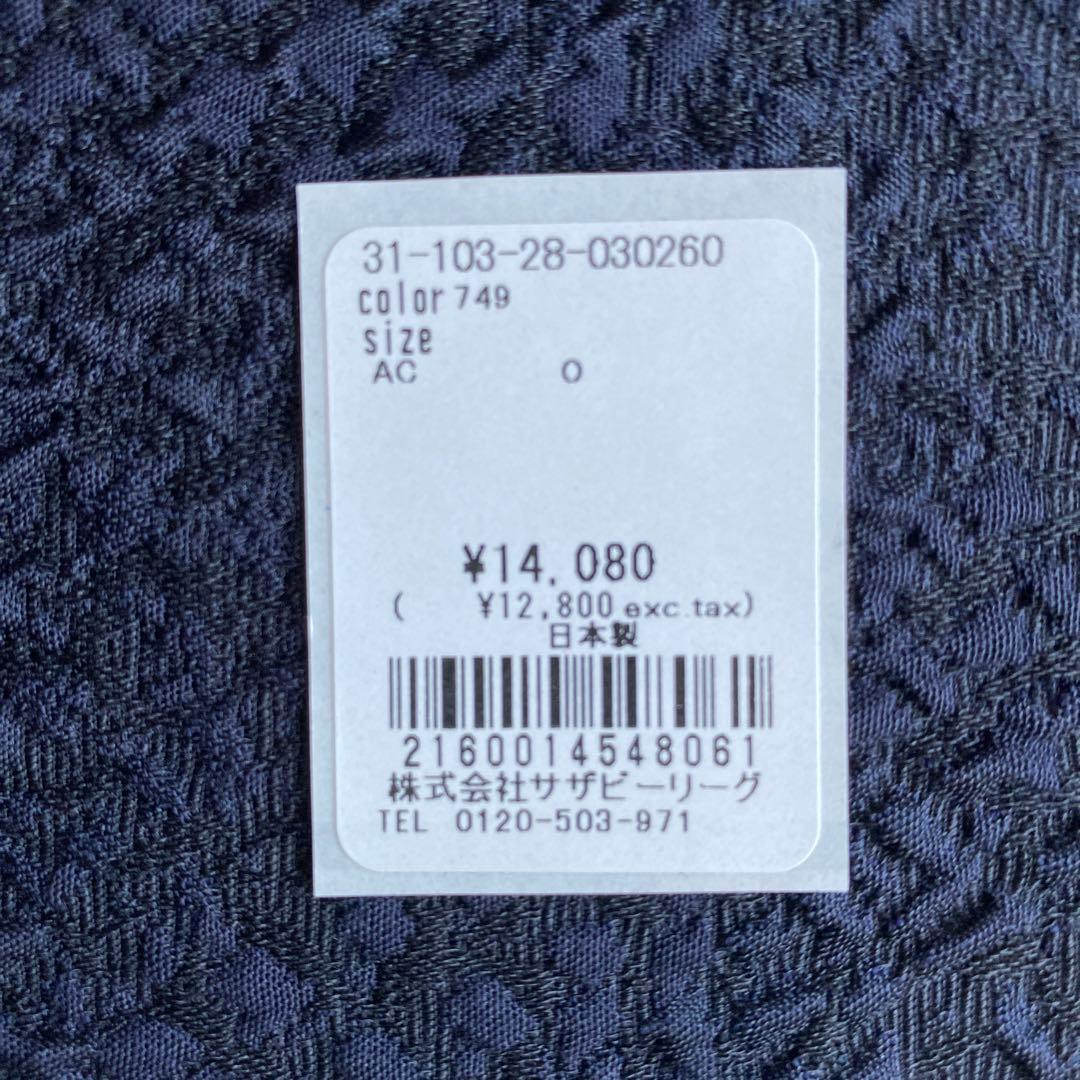 31-103-28-030260
color 749
size
AC 0
¥14,080
( ¥12,800 exc.tax)
日本製
2160014548061
株式会社サザビーリーグ
TEL 0120-503-971